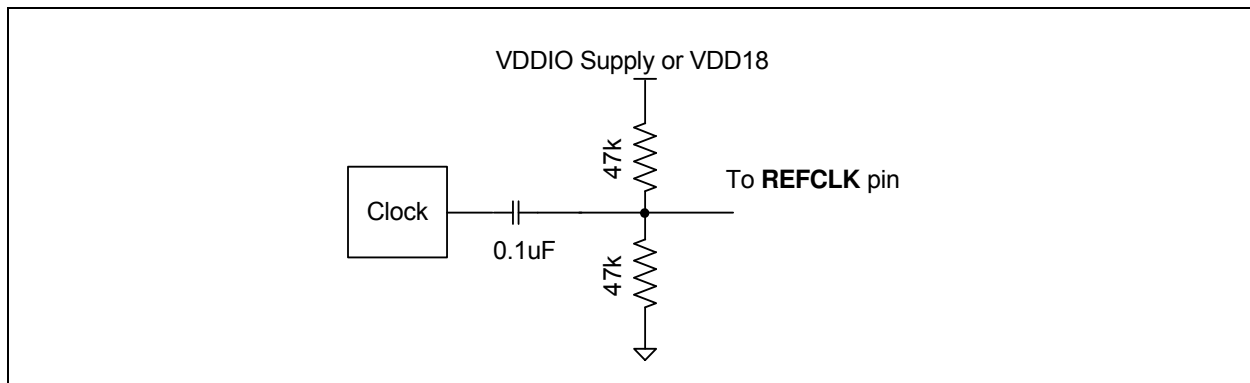 VDDIO Supply or VDD18
47k
To REFCLK pin
Clock
0.1uF
47k